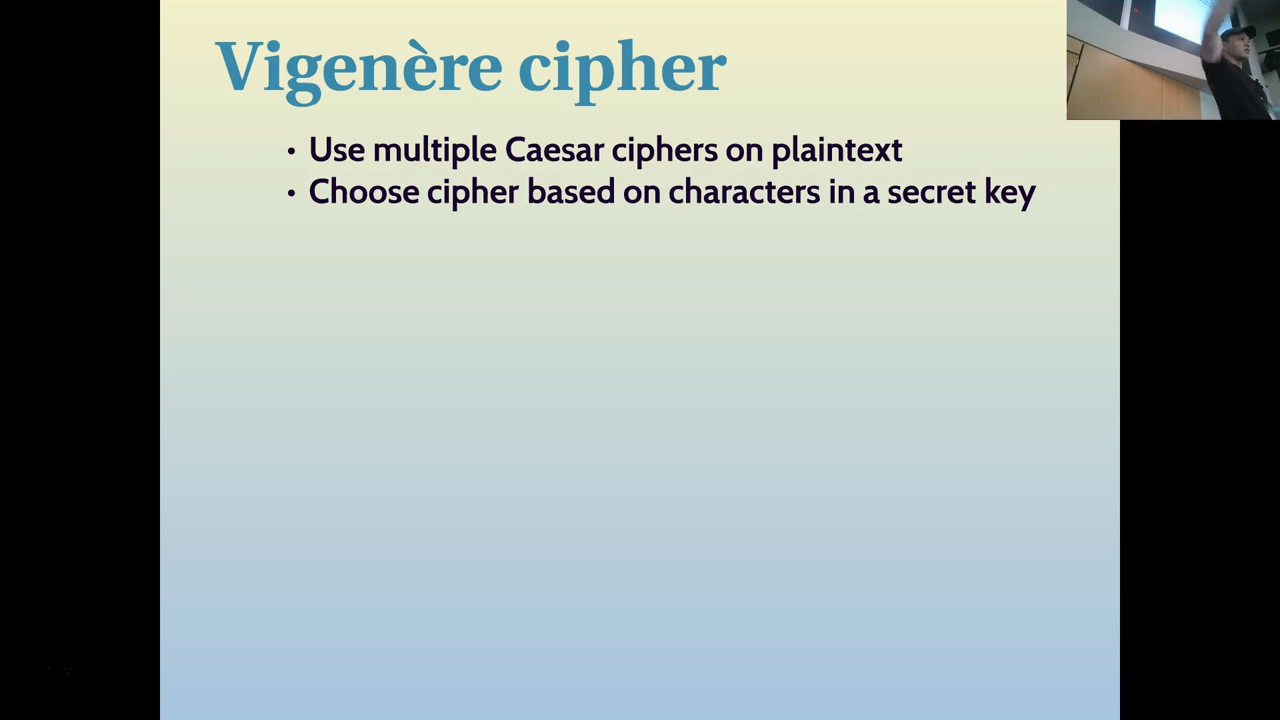 Vigenère cipher
• Use multiple Caesar ciphers on plaintext
• Choose cipher based on characters in a secret key